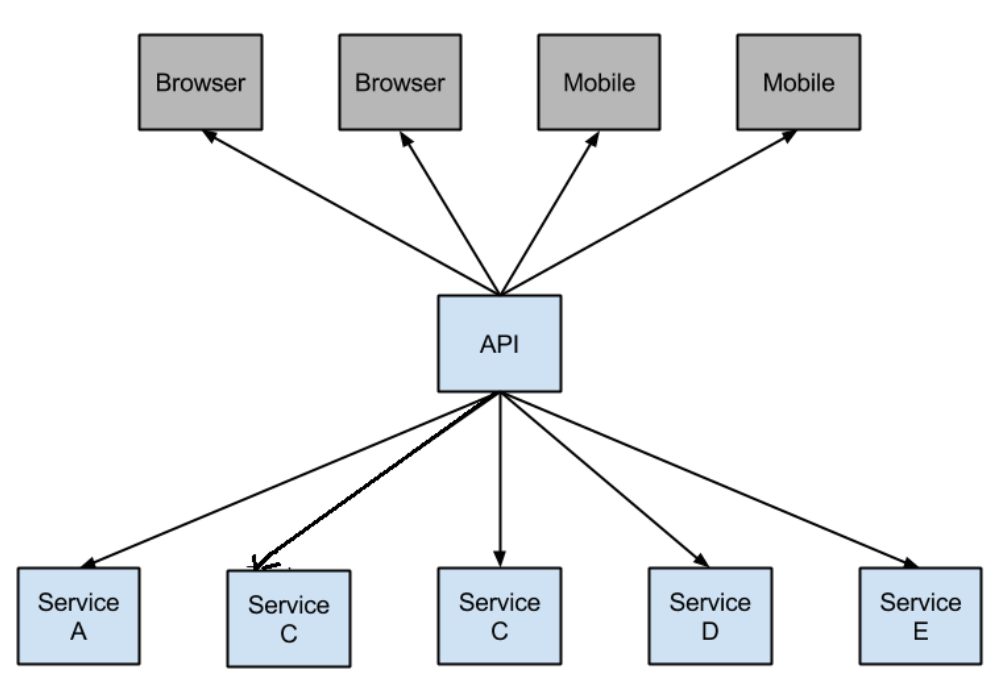 Browser
Browser
Mobile
Mobile
API
Service
A
Service
C
Service
C
Service
D
Service
E